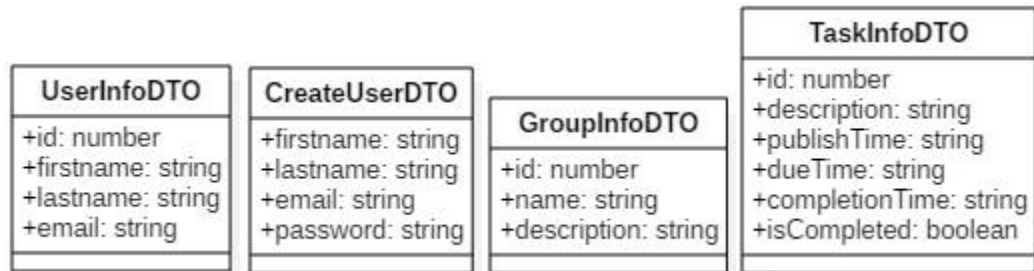 UserInfoDTO
+id: number
+firstname: string
+lastname: string
+email: string
CreateUserDTO
+firstname: string
+lastname: string
+email: string
+password: string
GroupInfoDTO
+id: number
+name: string
+description: string
TaskInfoDTO
+id: number
+description: string
+publishTime: string
+dueTime: string
+completionTime: string
+isCompleted: boolean